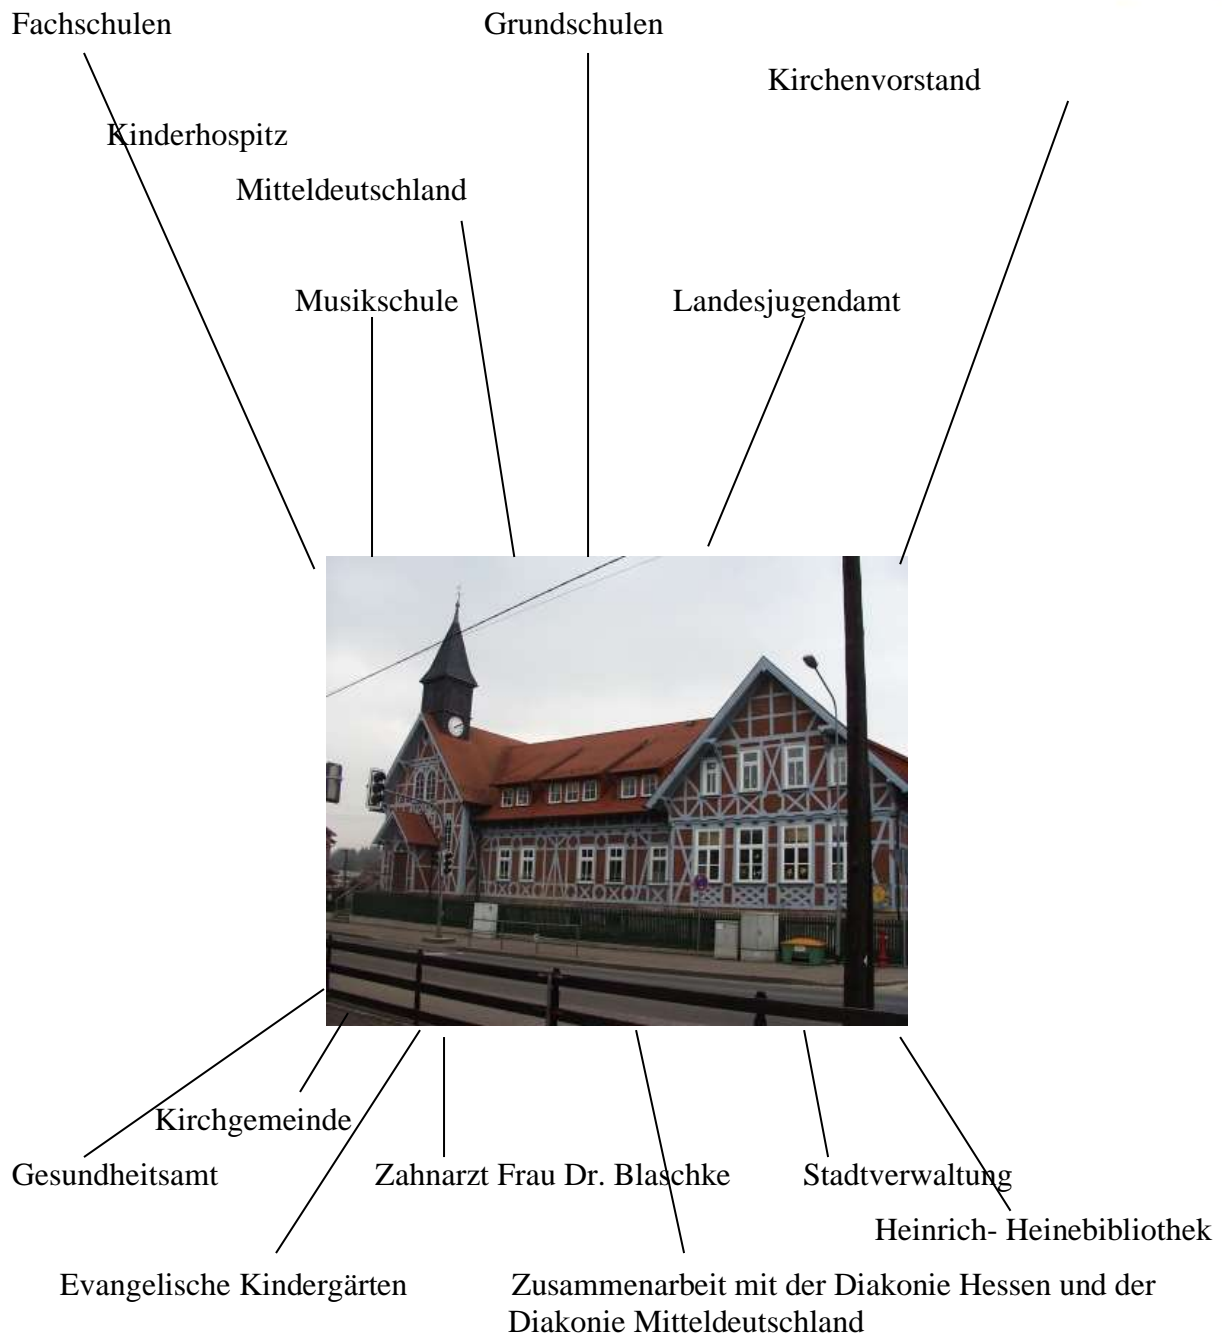 Fachschulen
Grundschulen
Kirchenvorstand
Kinderhospitz
Mitteldeutschland
Musikschule
Landesjugendamt
Kirchgemeinde
Gesundheitsamt
Zahnarzt Frau Dr. Blaschke
Stadtverwaltung
Heinrich- Heinebibliothek
Evangelische Kindergärten
Zusammenarbeit mit der Diakonie Hessen und der
Diakonie Mitteldeutschland